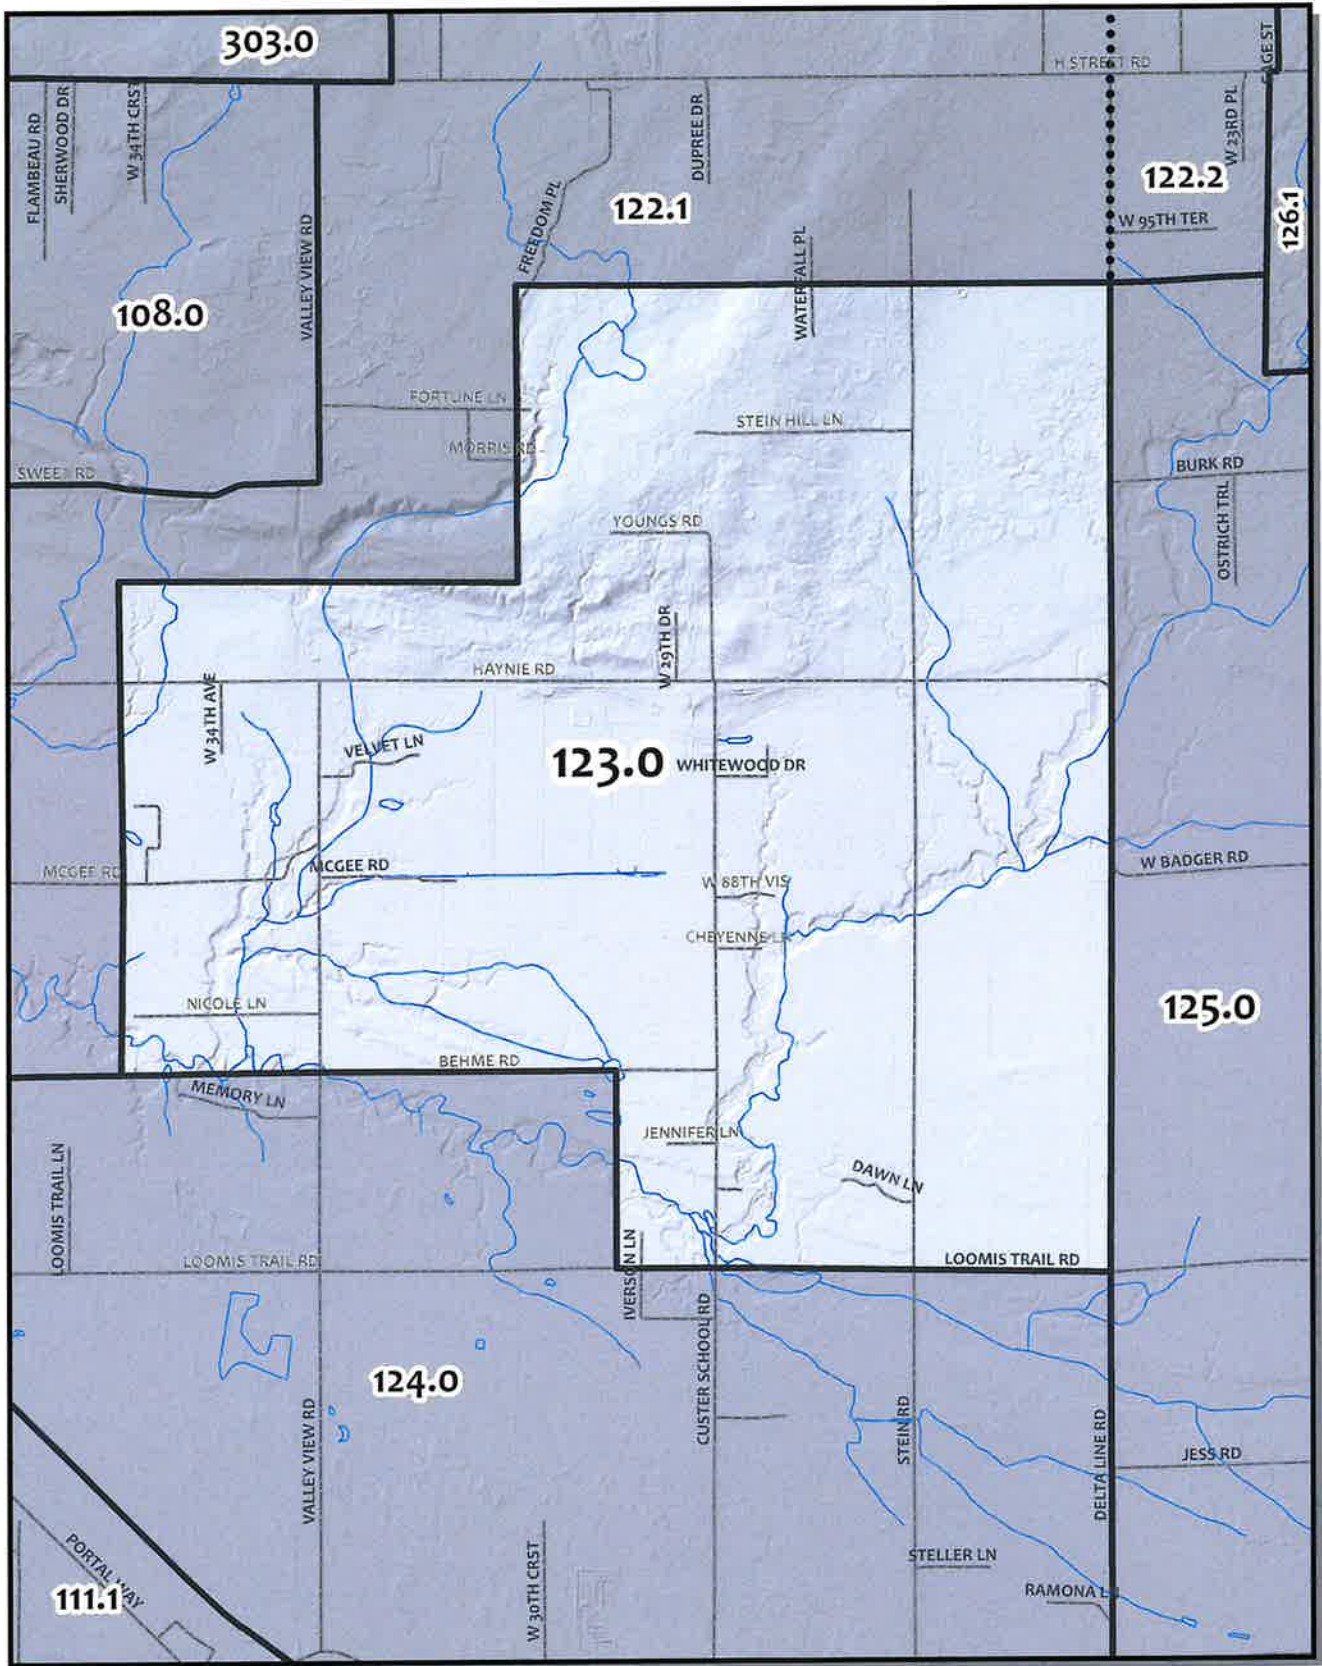 303.0
H STREET RD
FLAMBEAU RD
SHERWOOD DR
W 34TH CRST
DUPREE DR
W 23RD PL
122.2
122.1
126.1
W 95TH TER
FREEDOM PL
VALLEY VIEW RD
WATERFALL PL
108.0
FORTUNE LN
STEIN HILL LN
MORRIS RD
SWEET RD
BURK RD
YOUNGS RD
OSTRICH TRL
W 29TH DR
HAYNIE RD
W 34TH AVE
VELVET LN
123.0
WHITEWOOD DR
MCGEE RD
MCGEE RD
W BADGER RD
W 88TH VIS
CHEYENNE LN
NICOLE LN
125.0
BEHME RD
MEMORY LN
JENNIFER LN
DAWN LN
LOOMIS TRAIL LN
LOOMIS TRAIL RD
IVERSON LN
LOOMIS TRAIL RD
CUSTER SCHOOL RD
124.0
VALLEY VIEW RD
STEIN RD
DELTA LINE RD
JESS RD
STELLER LN
W 30TH CRST
PORTAL WAY
RAMONA LN
111.1